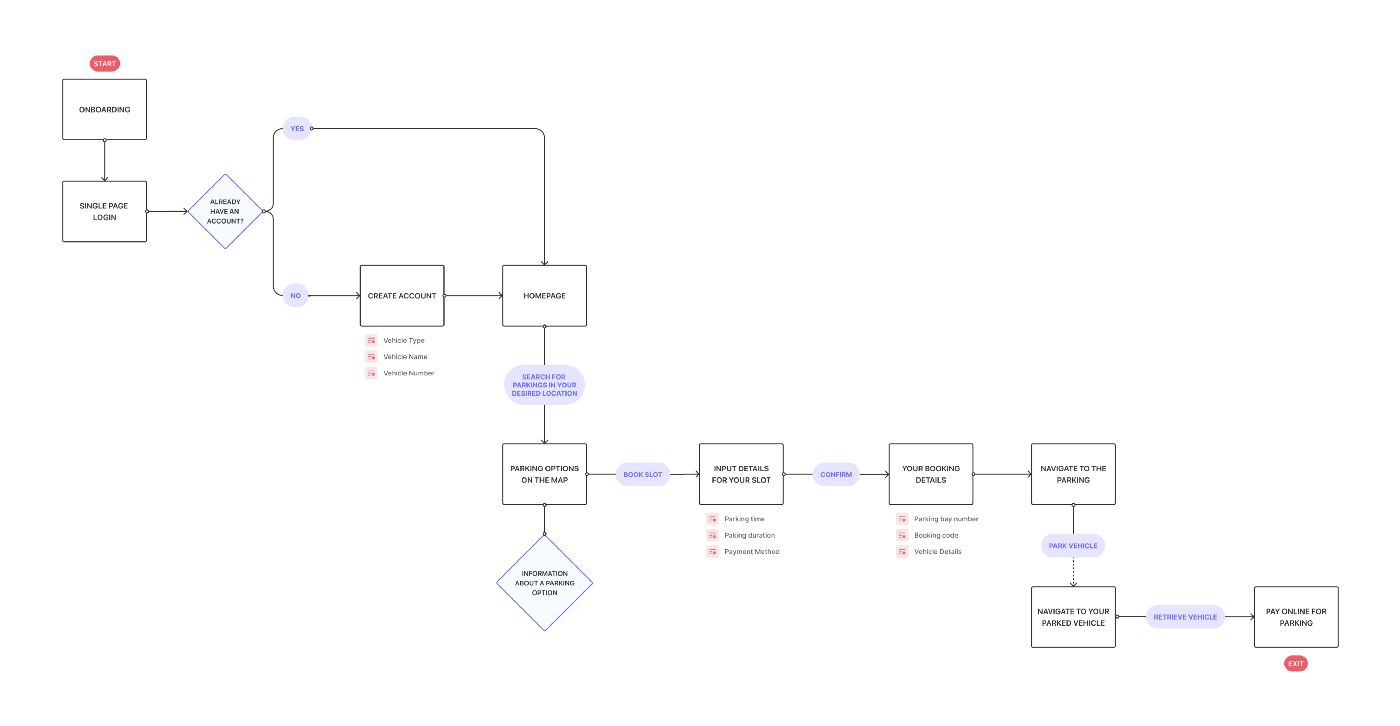 START
ONBOARDING
SINGLE PAGE
LOGIN
ALREADY
HAVE AN
ACCOUNT?
YES
NO
CREATE ACCOUNT
Vehicle Type
Vehicle Name
Vehicle Number
HOMEPAGE
SEARCH FOR
PARKINGS IN YOUR
DESIRED LOCATION
PARKING OPTIONS
ON THE MAP
INFORMATION
ABOUT A PARKING
OPTION
BOOK SLOT
INPUT DETAILS
FOR YOUR SLOT
Parking time
Paking duration
Payment Method
CONFIRM
YOUR BOOKING
DETAILS
Parking bay number
Booking code
Vehicle Details
NAVIGATE TO THE
PARKING
PARK VEHICLE
NAVIGATE TO YOUR
PARKED VEHICLE
RETRIEVE VEHICLE
PAY ONLINE FOR
PARKING
EXIT